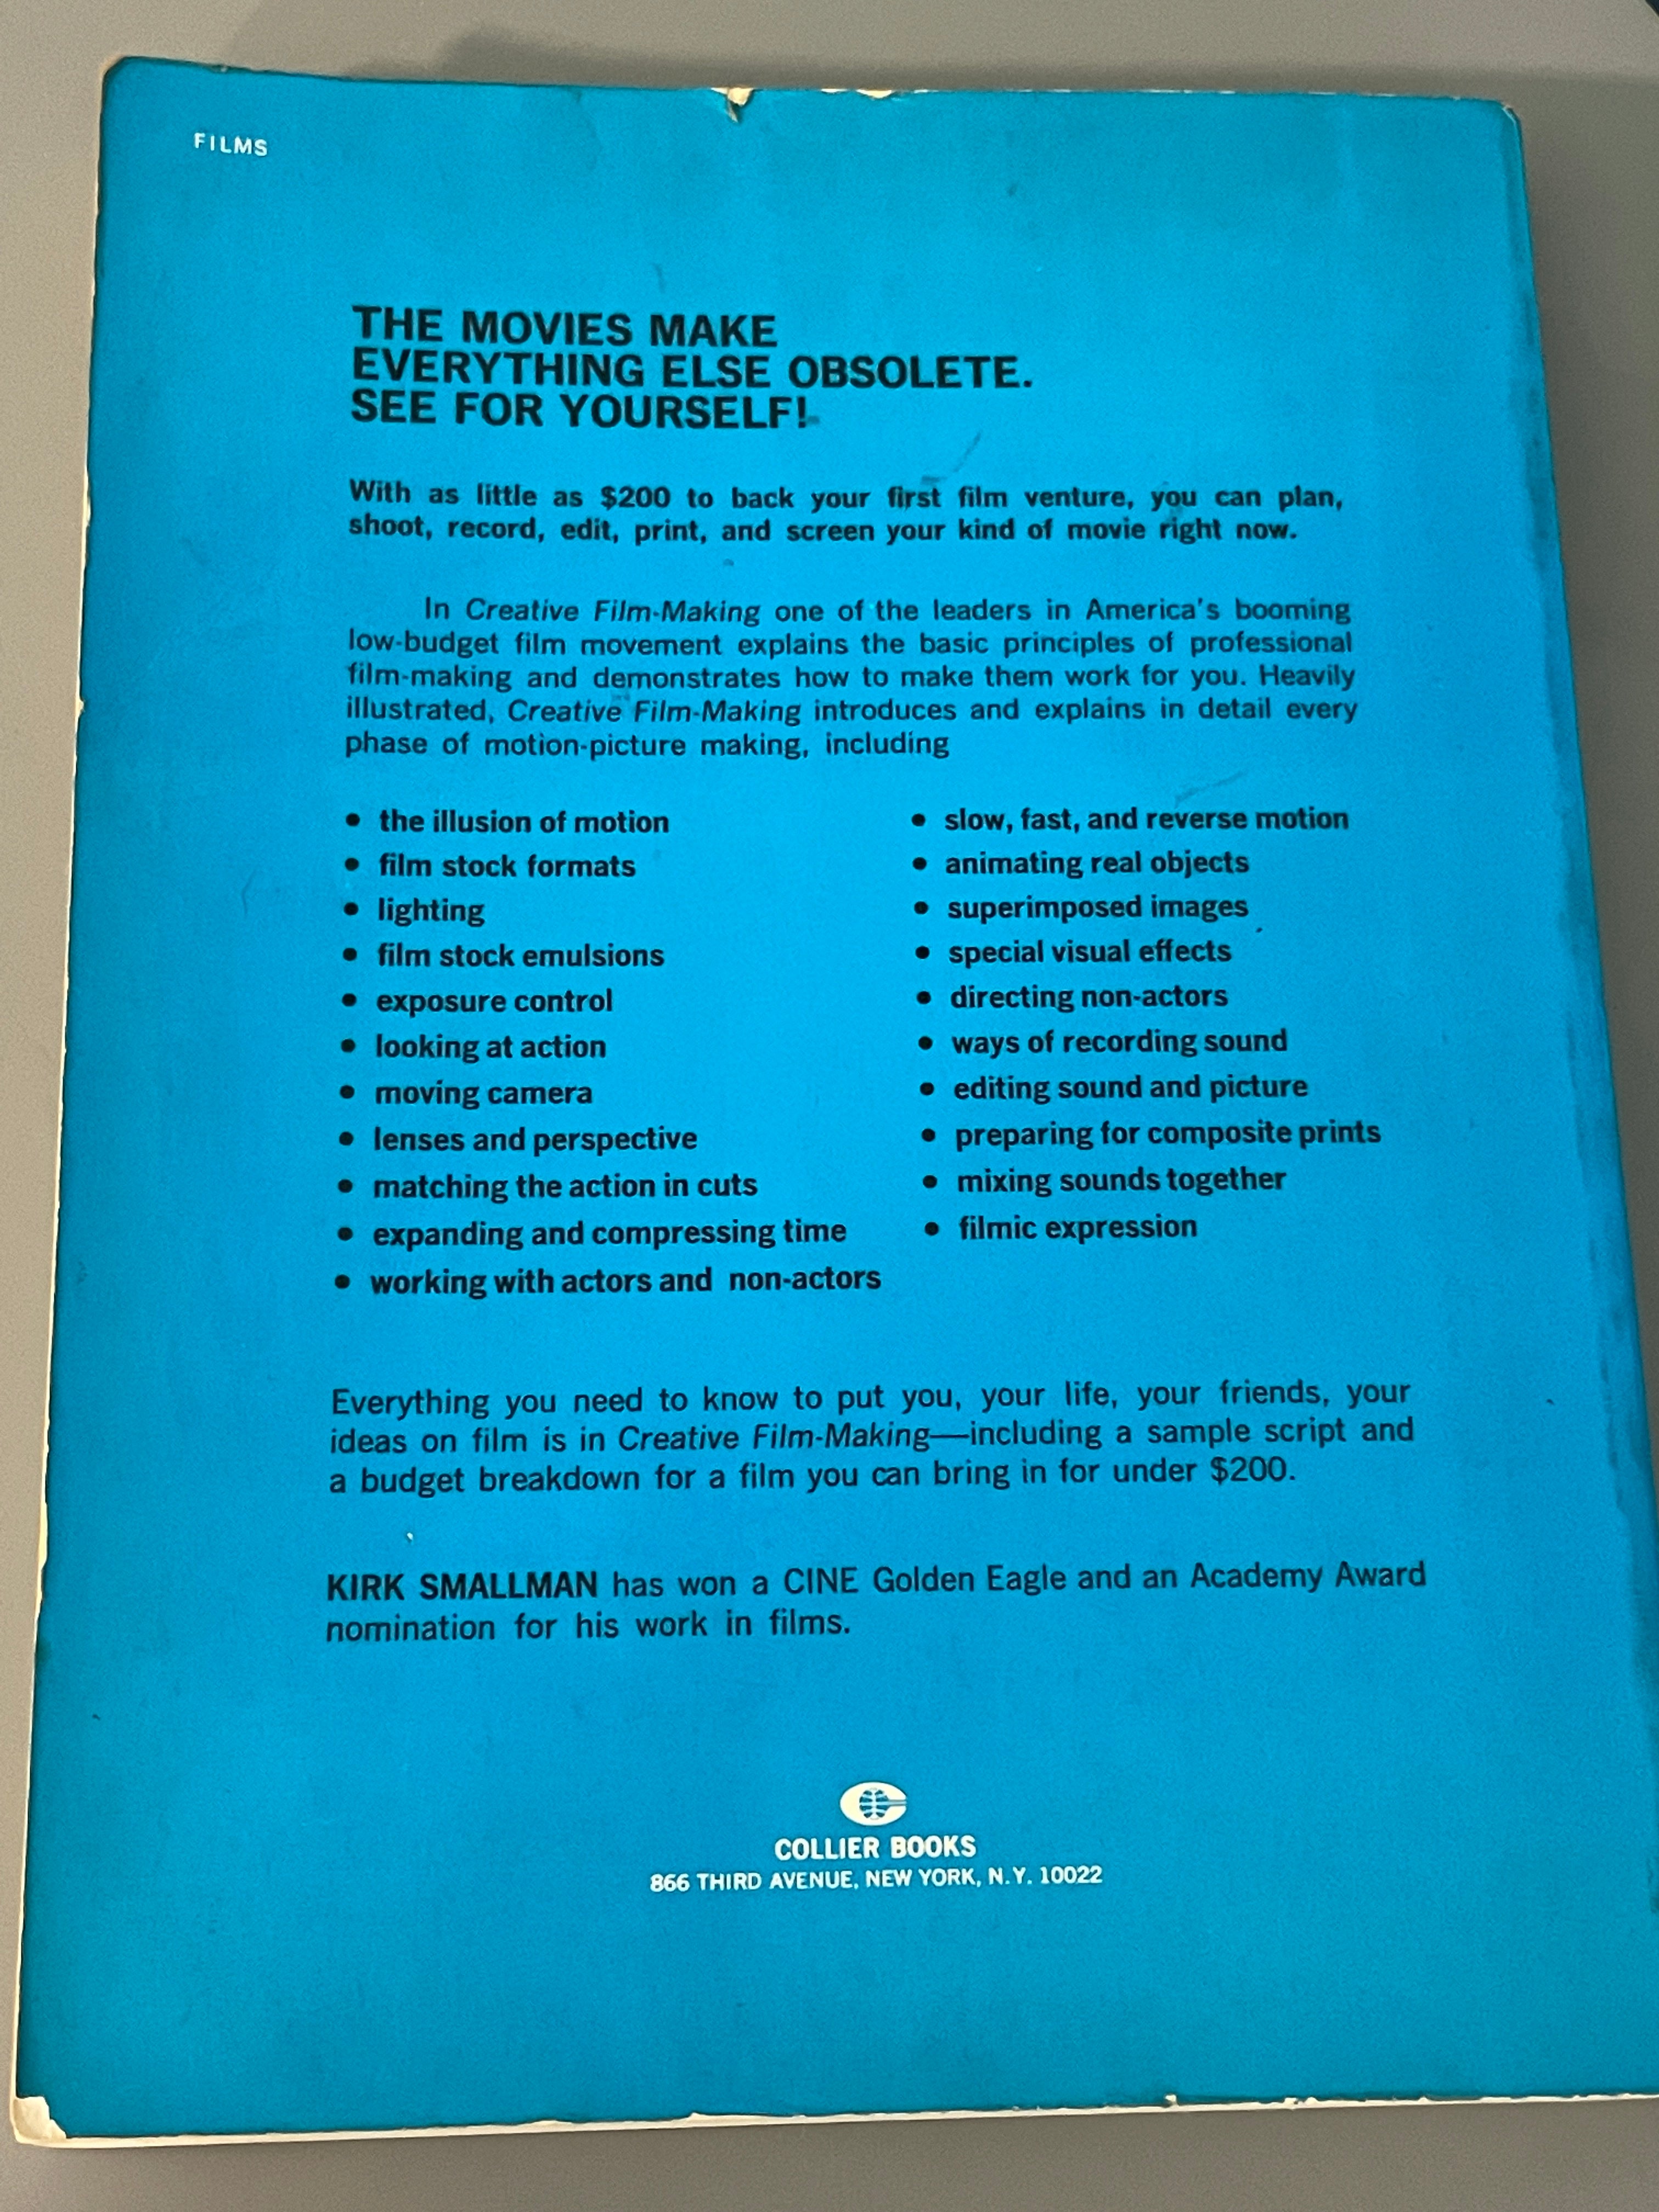 FILMS
THE MOVIES MAKE
EVERYTHING ELSE OBSOLETE.
SEE FOR YOURSELF!
With as little as $200 to back your first film venture, you can plan,
shoot, record, edit, print, and screen your kind of movie right now.
In Creative Film-Making one of the leaders in America's booming
low-budget film movement explains the basic principles of professional
film-making and demonstrates how to make them work for you. Heavily
illustrated, Creative Film-Making introduces and explains in detail every
phase of motion-picture making, including
• the illusion of motion
• film stock formats
• lighting
• film stock emulsions
• exposure control
• looking at action
• moving camera
• lenses and perspective
• matching the action in cuts
• expanding and compressing time
• working with actors and non-actors
• slow, fast, and reverse motion
• animating real objects
• superimposed images
• special visual effects
• directing non-actors
• ways of recording sound
• editing sound and picture
• preparing for composite prints
• mixing sounds together
• filmic expression
Everything you need to know to put you, your life, your friends, your
ideas on film is in Creative Film-Making—including a sample script and
a budget breakdown for a film you can bring in for under $200.
KIRK SMALLMAN has won a CINE Golden Eagle and an Academy Award
nomination for his work in films.
COLLIER BOOKS
866 THIRD AVENUE, NEW YORK, N.Y. 10022